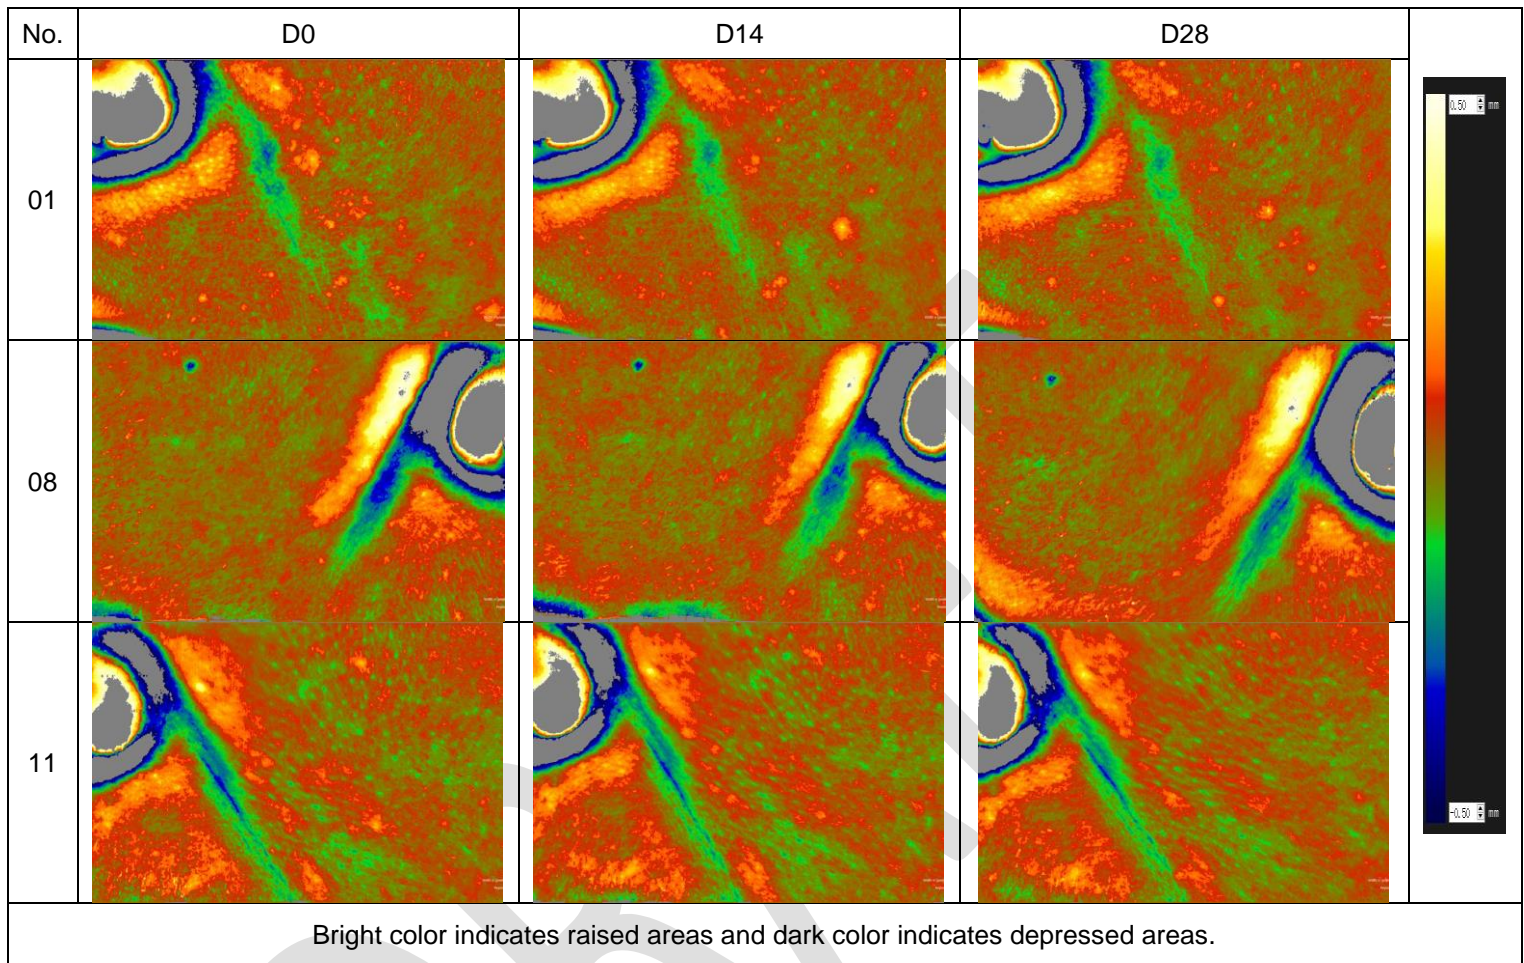 No. D0 D14 D28
01
0.50 mm
08
11
-0.50 mm
Bright color indicates raised areas and dark color indicates depressed areas.